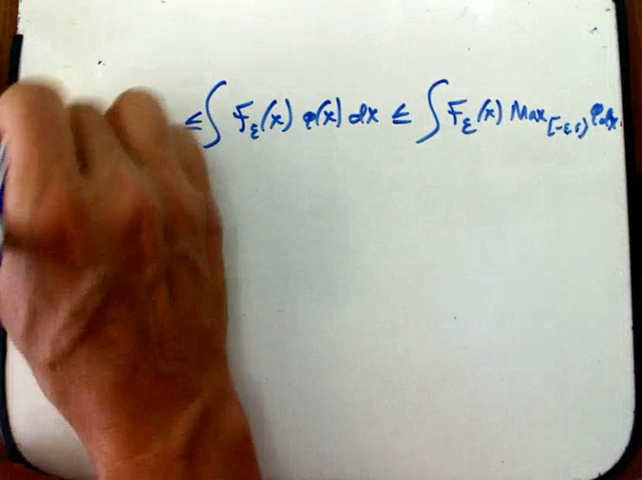 ≤ ∫ F_ε(x) φ(x) dx ≤ ∫ F_ε(x) Max_[-ε,ε] φ dx